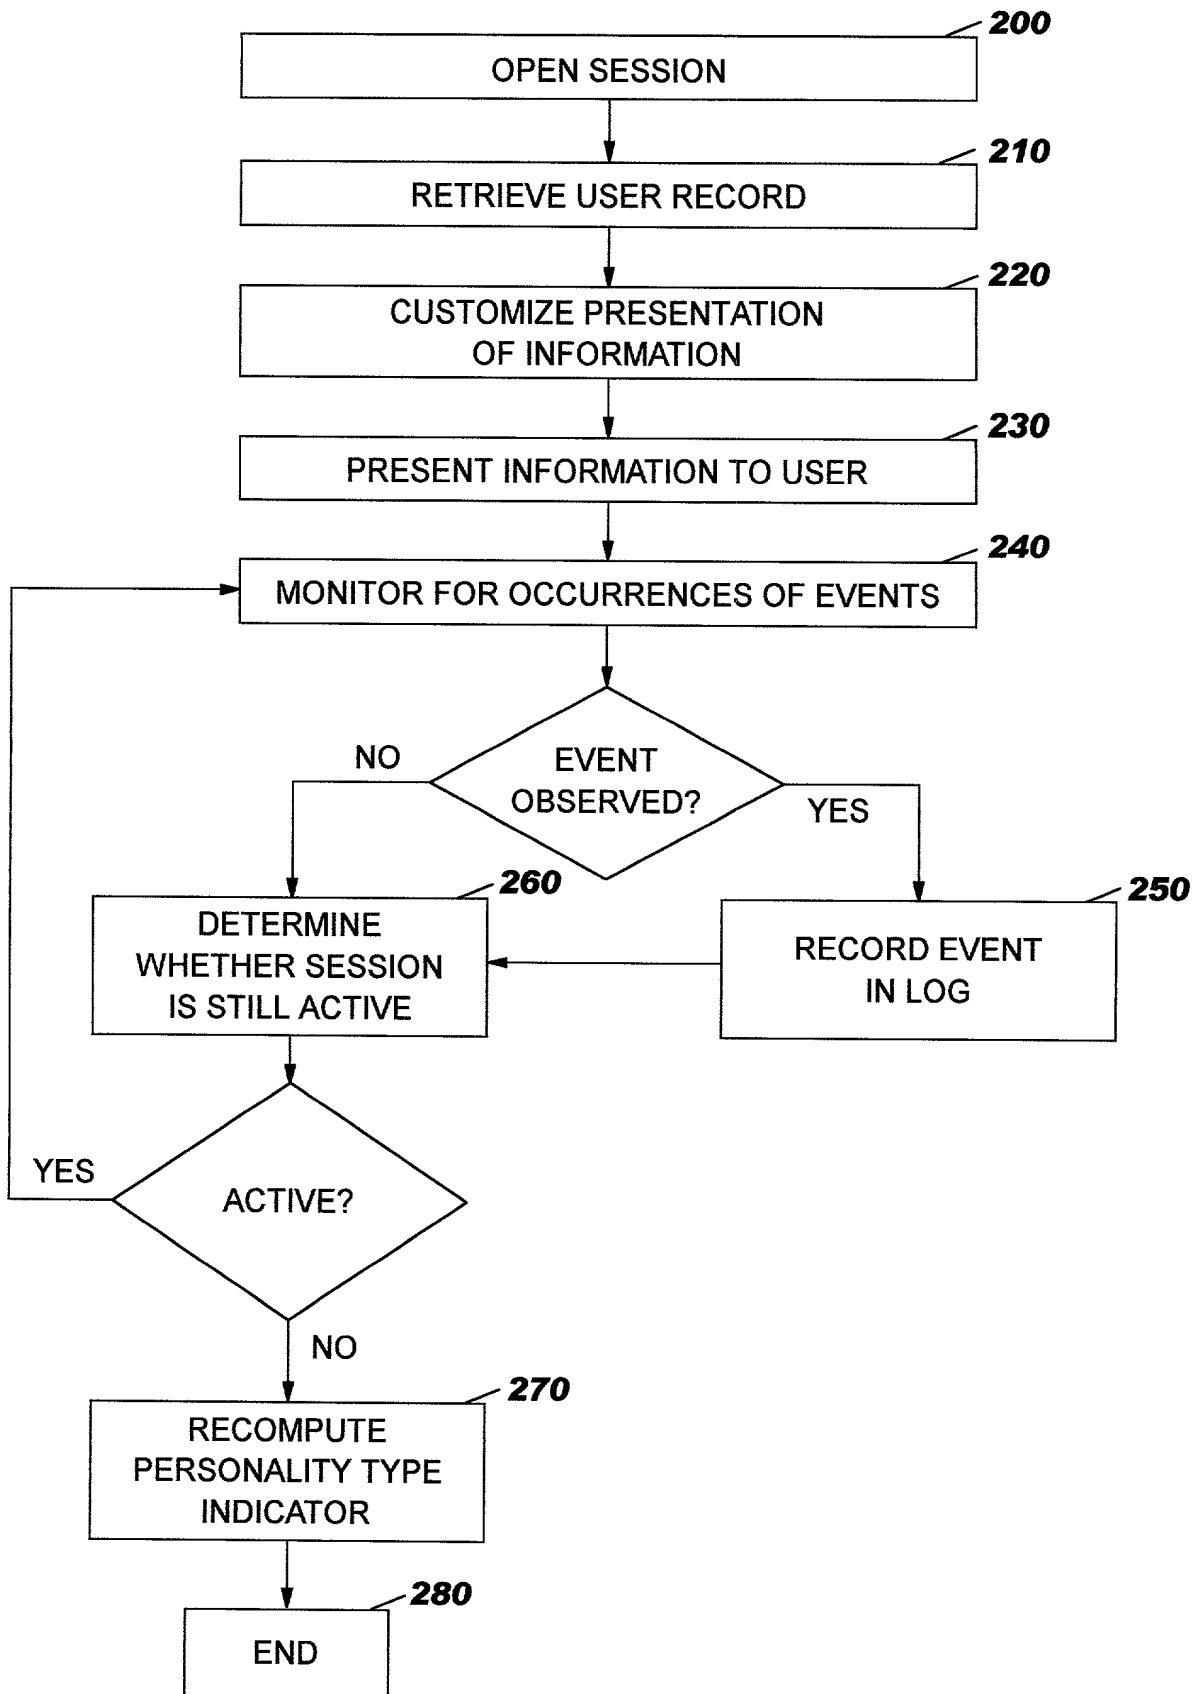 200
OPEN SESSION
210
RETRIEVE USER RECORD
220
CUSTOMIZE PRESENTATION
OF INFORMATION
230
PRESENT INFORMATION TO USER
240
MONITOR FOR OCCURRENCES OF EVENTS
NO
EVENT
OBSERVED?
YES
260
DETERMINE
WHETHER SESSION
IS STILL ACTIVE
250
RECORD EVENT
IN LOG
YES
ACTIVE?
NO
270
RECOMPUTE
PERSONALITY TYPE
INDICATOR
280
END